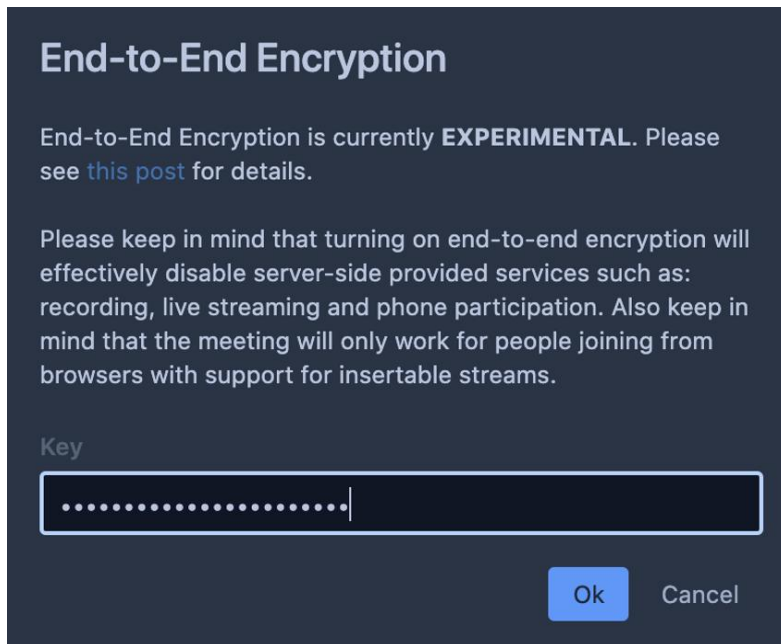 End-to-End Encryption
End-to-End Encryption is currently EXPERIMENTAL. Please
see this post for details.
Please keep in mind that turning on end-to-end encryption will
effectively disable server-side provided services such as:
recording, live streaming and phone participation. Also keep in
mind that the meeting will only work for people joining from
browsers with support for insertable streams.
Key
•••••••••••••••••••••••
Ok Cancel